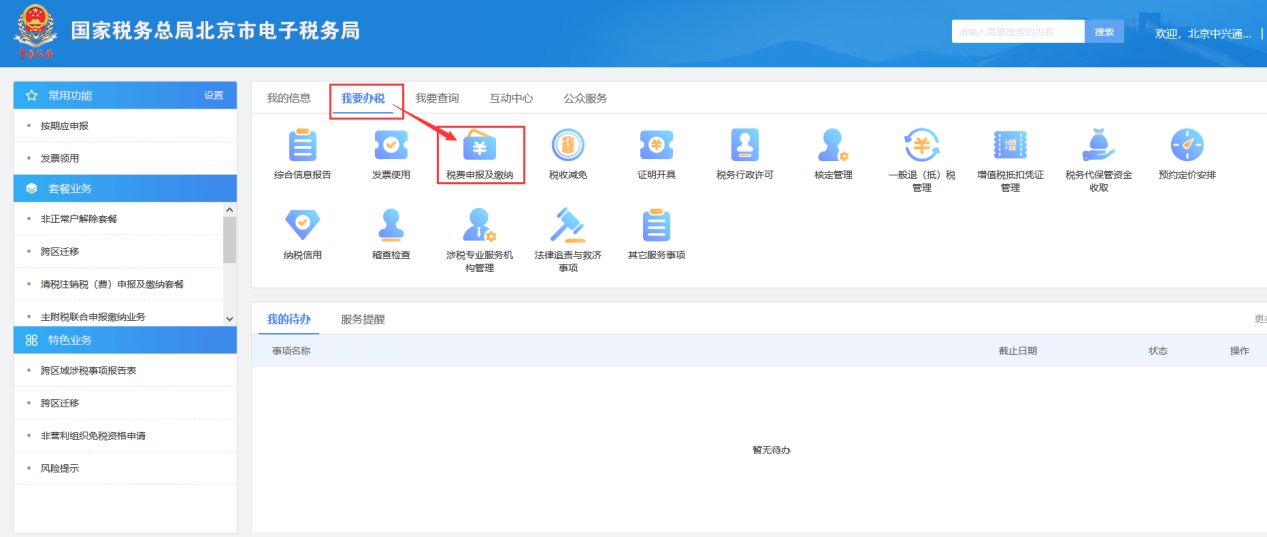 国家税务总局北京市电子税务局
请输入需要搜索的内容
搜索
欢迎, 北京中兴通... |
常用功能
设置
按期应申报
发票领用
套餐业务
非正常户解除套餐
跨区迁移
清税注销税（费）申报及缴纳套餐
主附税联合申报缴纳业务
特色业务
跨区域涉税事项报告表
跨区迁移
非营利组织免税资格申请
风险提示
我的信息
我要办税
我要查询
互动中心
公众服务
综合信息报告
发票使用
税费申报及缴纳
税收减免
证明开具
税务行政许可
核定管理
一般退（抵）税
管理
增值税抵扣凭证
管理
税务代保管资金
收取
预约定价安排
纳税信用
稽查检查
涉税专业服务机
构管理
法律追责与救济
事项
其它服务事项
我的待办
服务提醒
事项名称
截止日期
状态
操作
暂无待办